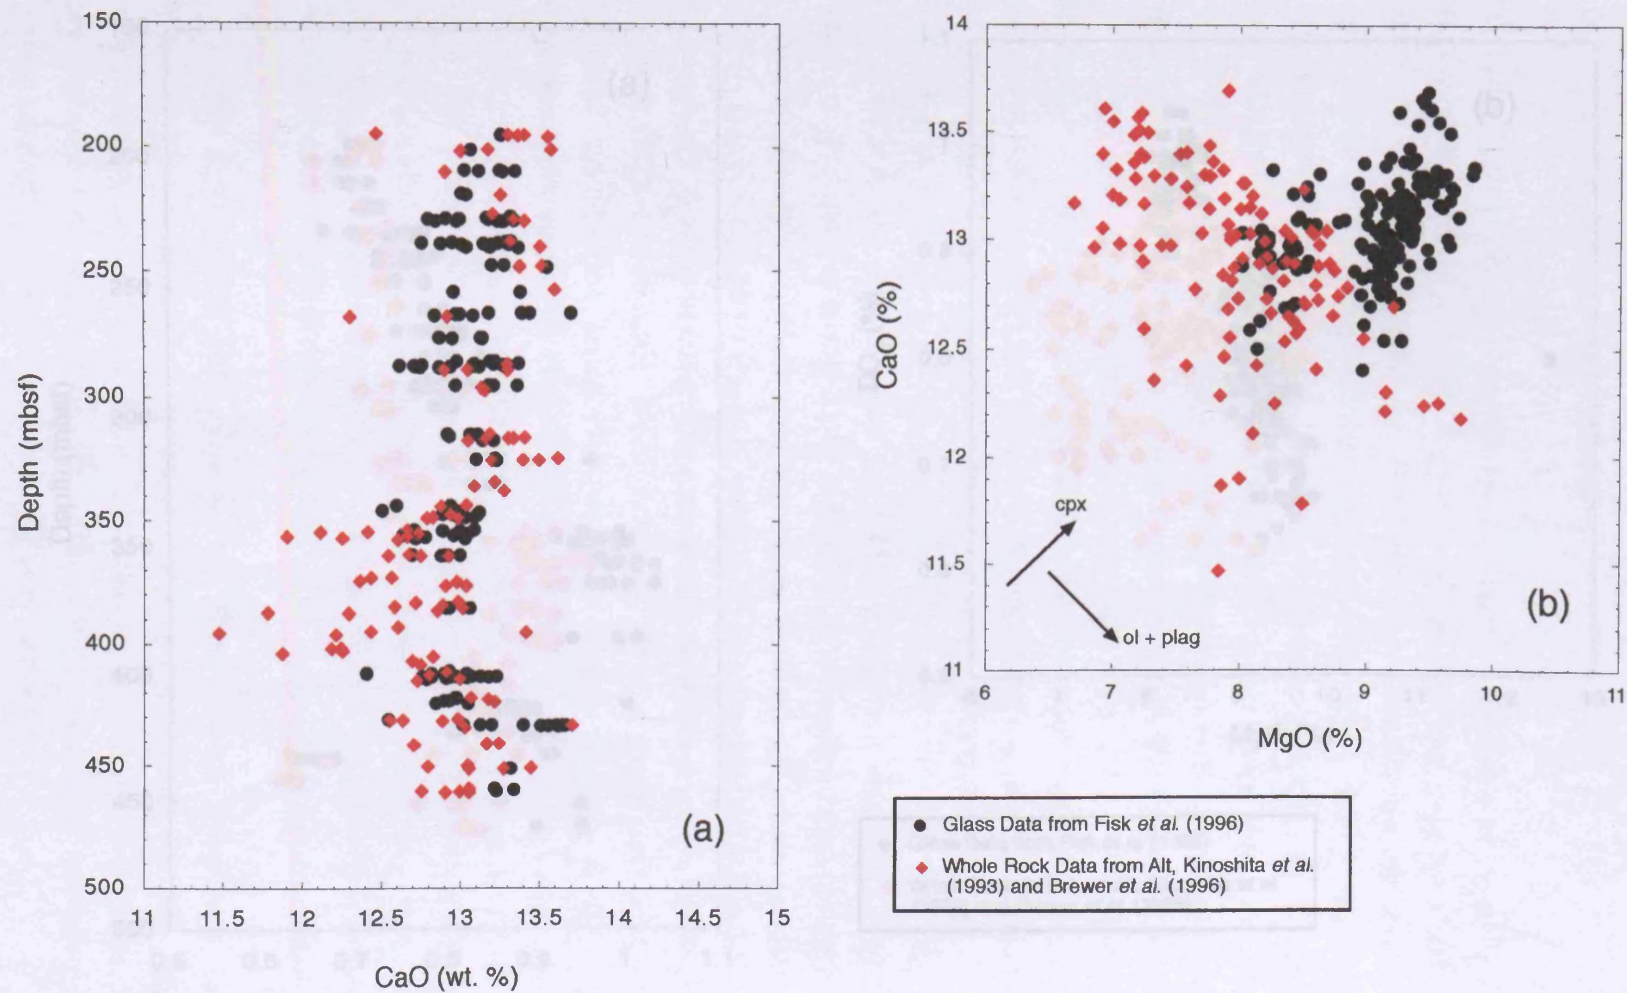 150
200
250
300
350
400
450
500
Depth (mbsf)
11
11.5
12
12.5
13
13.5
14
14.5
15
CaO (wt. %)
(a)
14
13.5
13
12.5
12
11.5
11
CaO (%)
cpx
ol + plag
(b)
6
7
8
9
10
11
MgO (%)
Glass Data from Fisk et al. (1996)
Whole Rock Data from Alt, Kinoshita et al.
(1993) and Brewer et al. (1996)